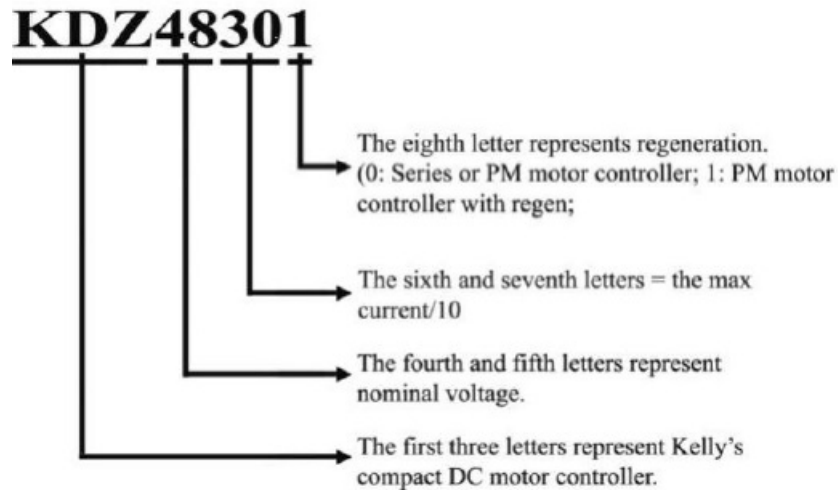 KDZ48301
The eighth letter represents regeneration.
(0: Series or PM motor controller; 1: PM motor
controller with regen;
The sixth and seventh letters = the max
current/10
The fourth and fifth letters represent
nominal voltage.
The first three letters represent Kelly's
compact DC motor controller.